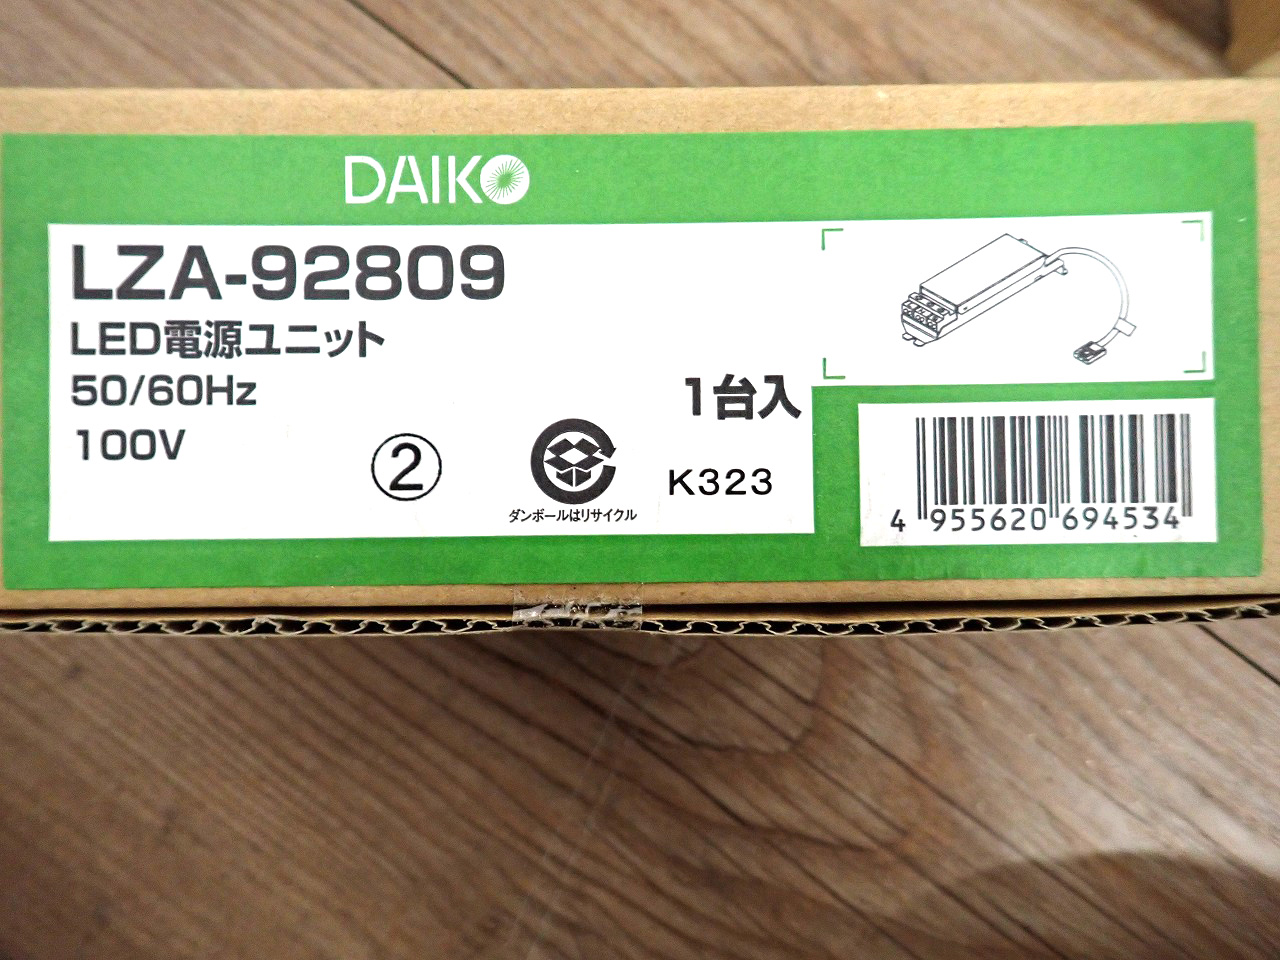 DAIKO
LZA-92809
LED電源ユニット
50/60Hz
100V
1台入
②
ダンボールはリサイクル
K323
4 955620 694534